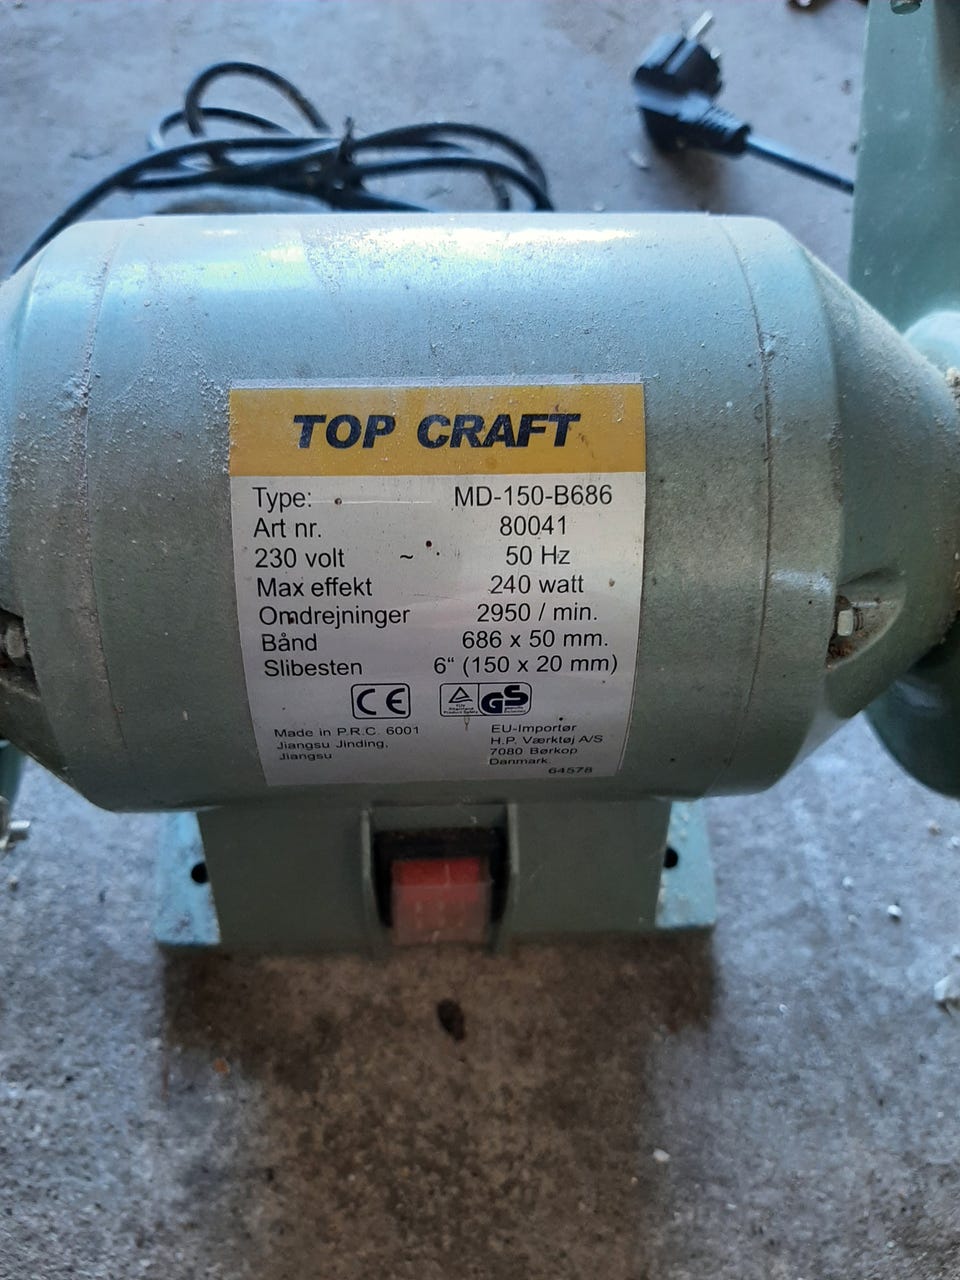 TOP CRAFT
Type: MD-150-B686
Art nr. 80041
230 volt ~ 50 Hz
Max effekt 240 watt
Omdrejninger 2950 / min.
Bånd 686 x 50 mm.
Slibesten 6“ (150 x 20 mm)
CE GS
Made in P.R.C. 6001
Jiangsu Jinding,
Jiangsu
EU-Importør
H.P. Værktøj A/S
7080 Børkop
Danmark.
64578